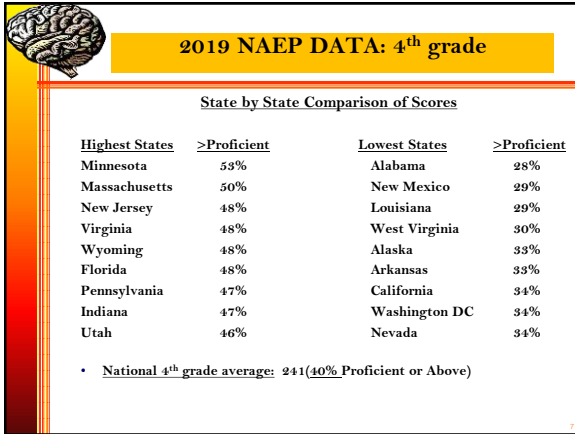 2019 NAEP DATA: 4th grade
State by State Comparison of Scores
Highest States >Proficient Lowest States >Proficient
Minnesota 53% Alabama 28%
Massachusetts 50% New Mexico 29%
New Jersey 48% Louisiana 29%
Virginia 48% West Virginia 30%
Wyoming 48% Alaska 33%
Florida 48% Arkansas 33%
Pennsylvania 47% California 34%
Indiana 47% Washington DC 34%
Utah 46% Nevada 34%
• National 4th grade average: 241(40% Proficient or Above)
7